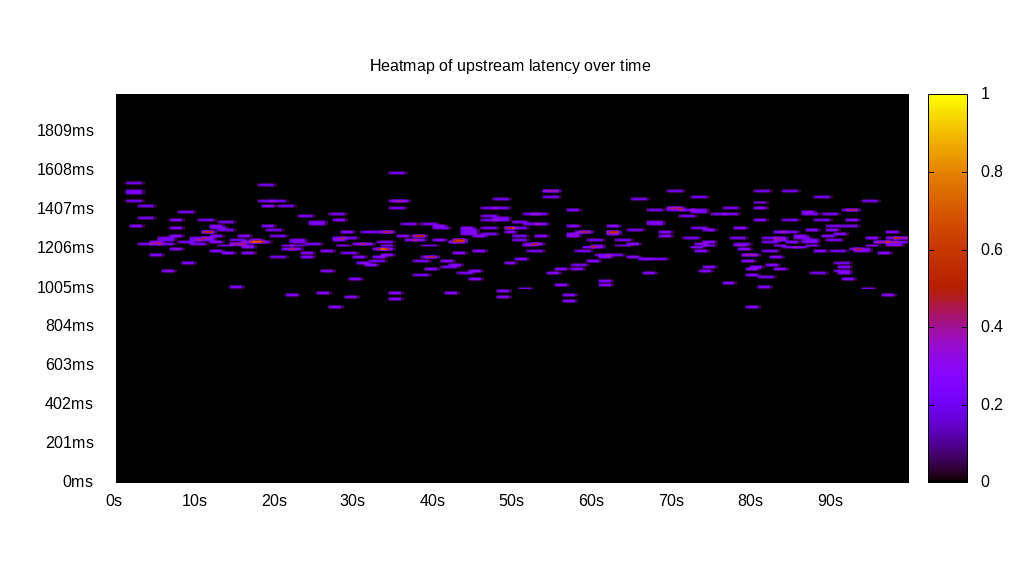 Heatmap of upstream latency over time
1809ms
1608ms
1407ms
1206ms
1005ms
804ms
603ms
402ms
201ms
0ms
0s 10s 20s 30s 40s 50s 60s 70s 80s 90s
1
0.8
0.6
0.4
0.2
0